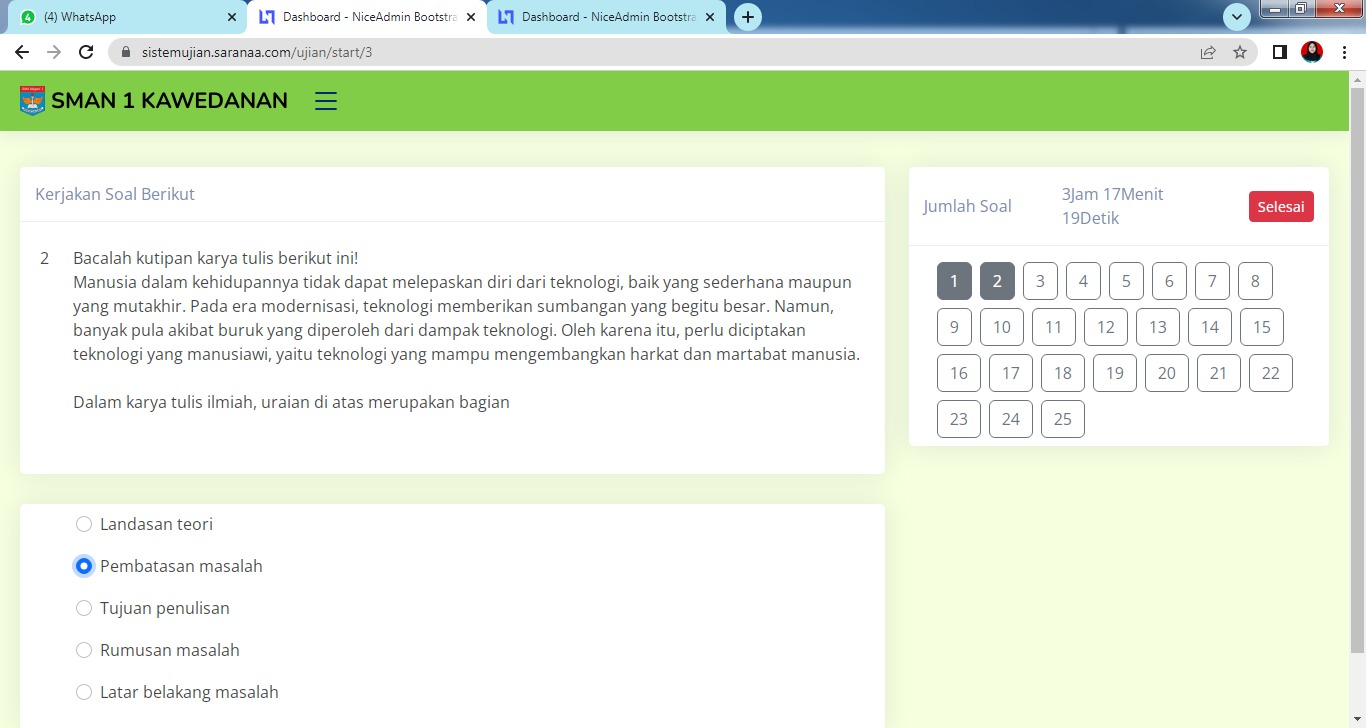 4 (4) WhatsApp
Dashboard - NiceAdmin Bootstra
Dashboard - NiceAdmin Bootstra
sistemujian.saranaa.com/ujian/start/3
SMAN 1 KAWEDANAN
Kerjakan Soal Berikut
2 Bacalah kutipan karya tulis berikut ini!
Manusia dalam kehidupannya tidak dapat melepaskan diri dari teknologi, baik yang sederhana maupun
yang mutakhir. Pada era modernisasi, teknologi memberikan sumbangan yang begitu besar. Namun,
banyak pula akibat buruk yang diperoleh dari dampak teknologi. Oleh karena itu, perlu diciptakan
teknologi yang manusiawi, yaitu teknologi yang mampu mengembangkan harkat dan martabat manusia.
Dalam karya tulis ilmiah, uraian di atas merupakan bagian
Landasan teori
Pembatasan masalah
Tujuan penulisan
Rumusan masalah
Latar belakang masalah
Jumlah Soal
3Jam 17Menit
19Detik
Selesai
1 2 3 4 5 6 7 8
9 10 11 12 13 14 15
16 17 18 19 20 21 22
23 24 25